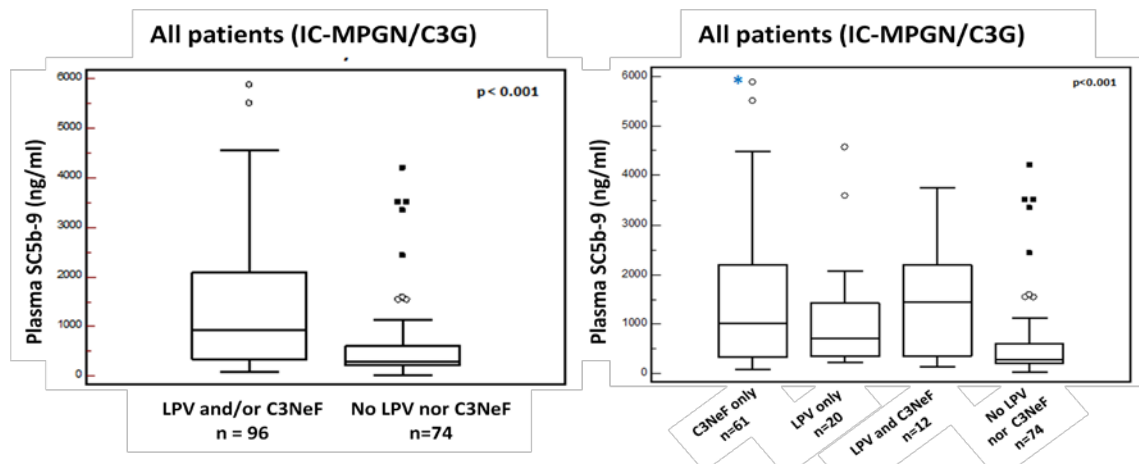 All patients (IC-MPGN/C3G)
p< 0.001
Plasma SC5b-9 (ng/ml)
6000
5000
4000
3000
2000
1000
0
LPV and/or C3NeF
n = 96
No LPV nor C3NeF
n=74
All patients (IC-MPGN/C3G)
*
p<0.001
Plasma SC5b-9 (ng/ml)
6000
5000
4000
3000
2000
1000
0
C3NeF only
n=61
LPV only
n=20
LPV and C3NeF
n=12
No LPV
nor C3NeF
n=74